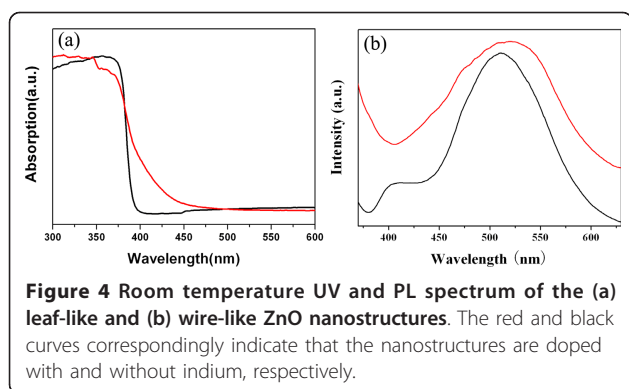 (a)
Absorption(a.u.)
300 350 400 450 500 550 600
Wavelength(nm)
(b)
Intensity (a.u.)
400 450 500 550 600
Wavelength (nm)
Figure 4 Room temperature UV and PL spectrum of the (a)
leaf-like and (b) wire-like ZnO nanostructures. The red and black
curves correspondingly indicate that the nanostructures are doped
with and without indium, respectively.